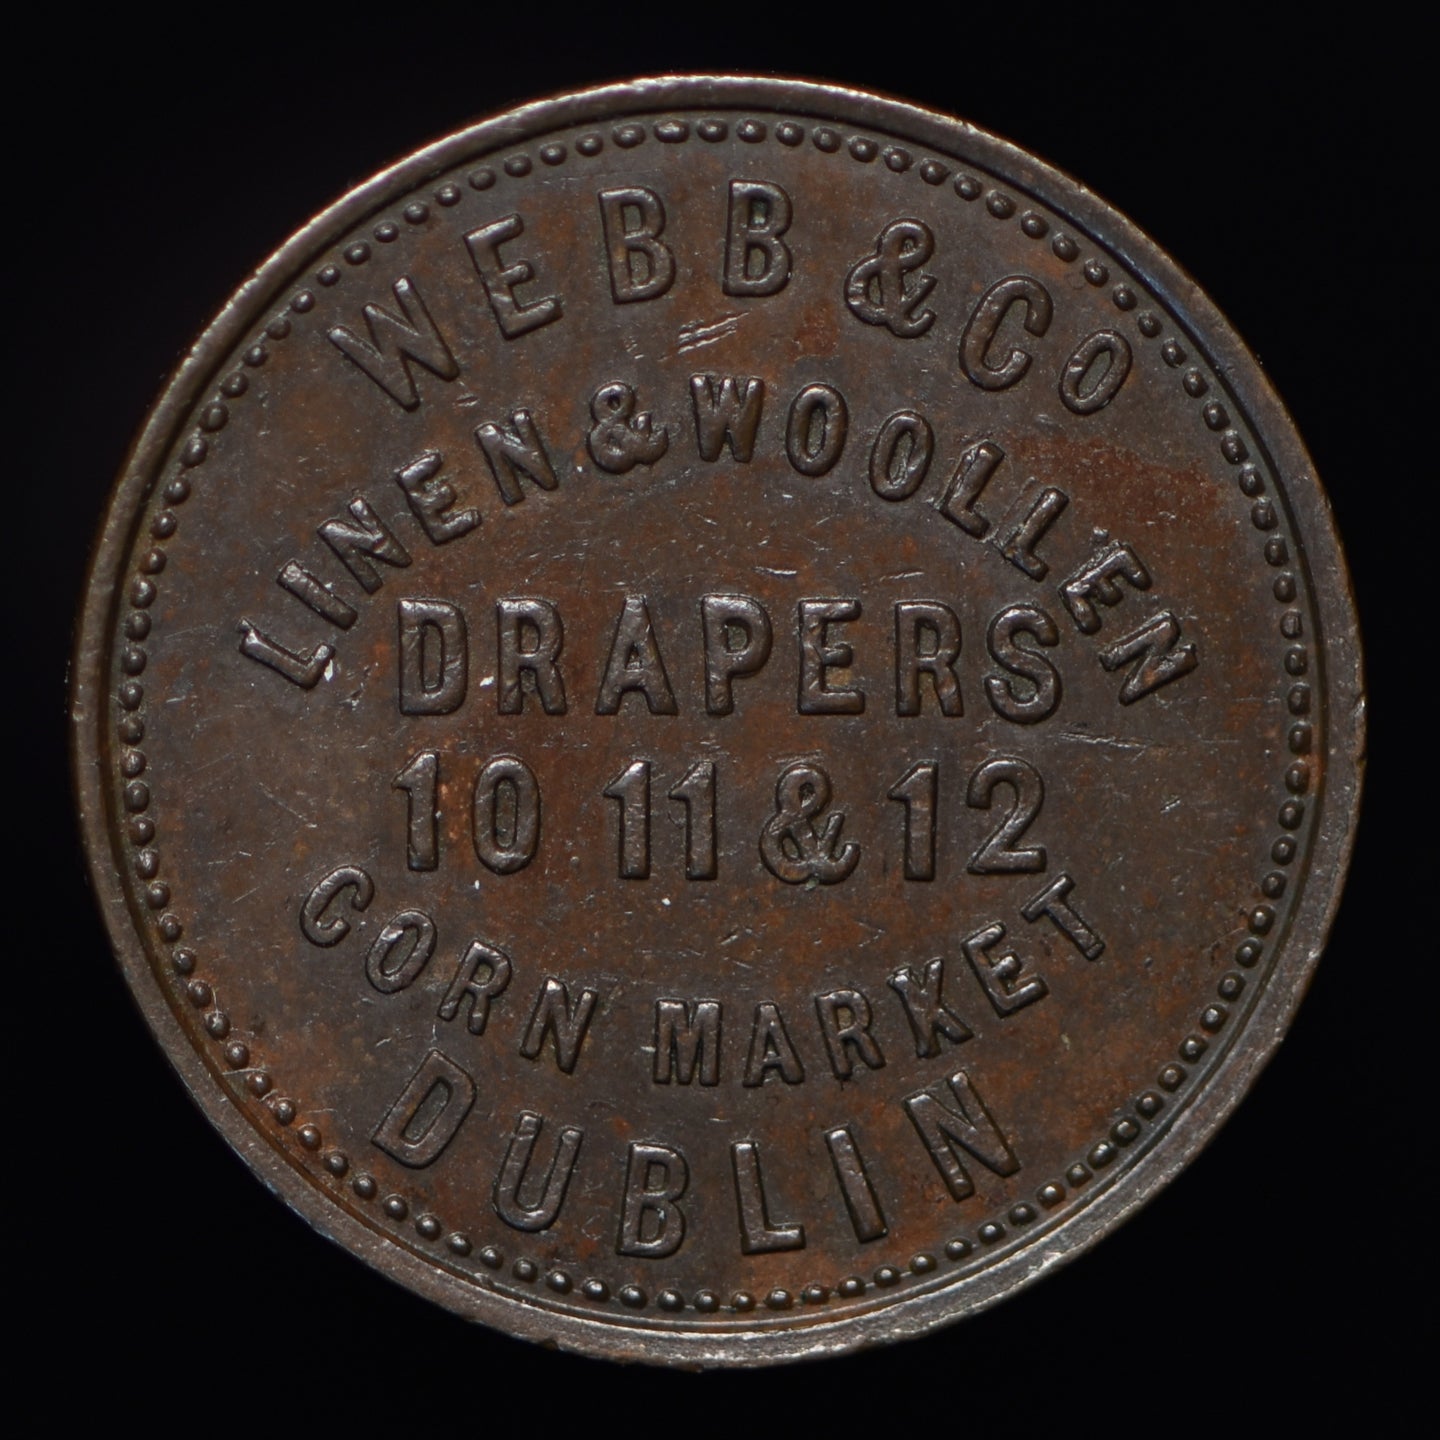 WEBB & CO
LINEN & WOOLLEN
DRAPERS
10 11 & 12
CORN MARKET
DUBLIN